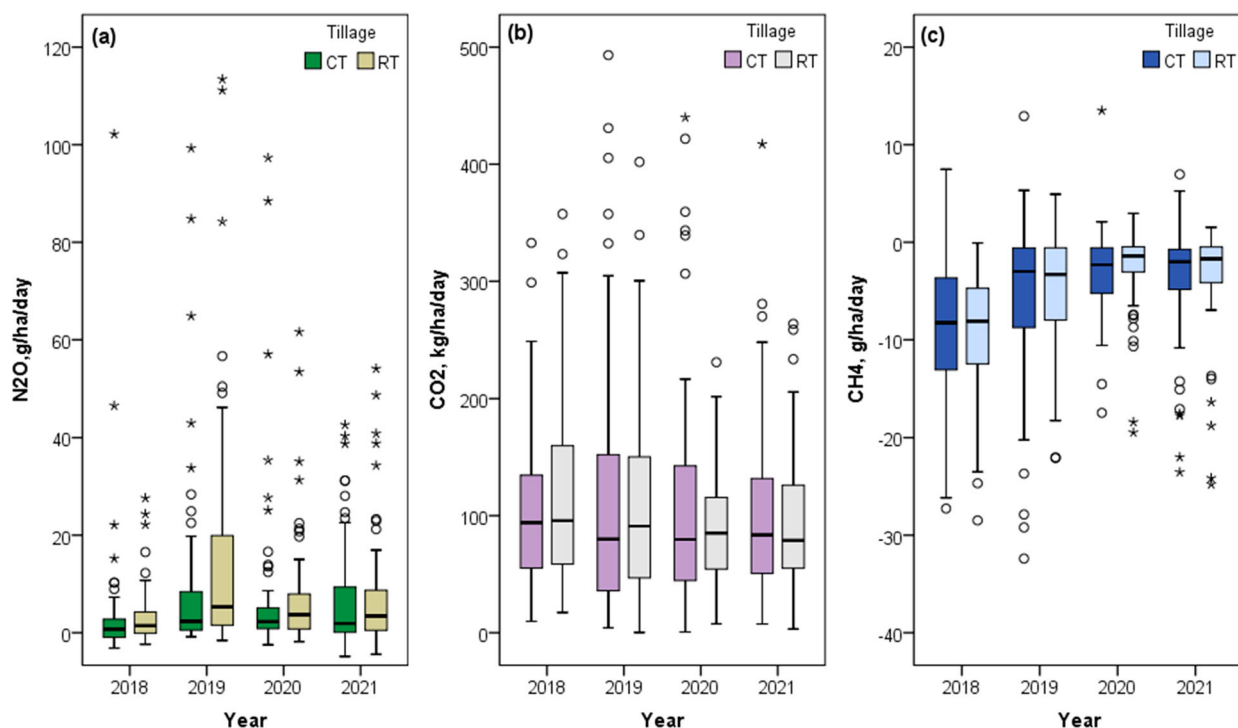 (a)
Tillage
CT RT
N2O,g/ha/day
120
100
80
60
40
20
0
2018 2019 2020 2021
Year
(b)
Tillage
CT RT
CO2, kg/ha/day
500
400
300
200
100
0
2018 2019 2020 2021
Year
(c)
Tillage
CT RT
CH4, g/ha/day
20
10
0
-10
-20
-30
-40
2018 2019 2020 2021
Year